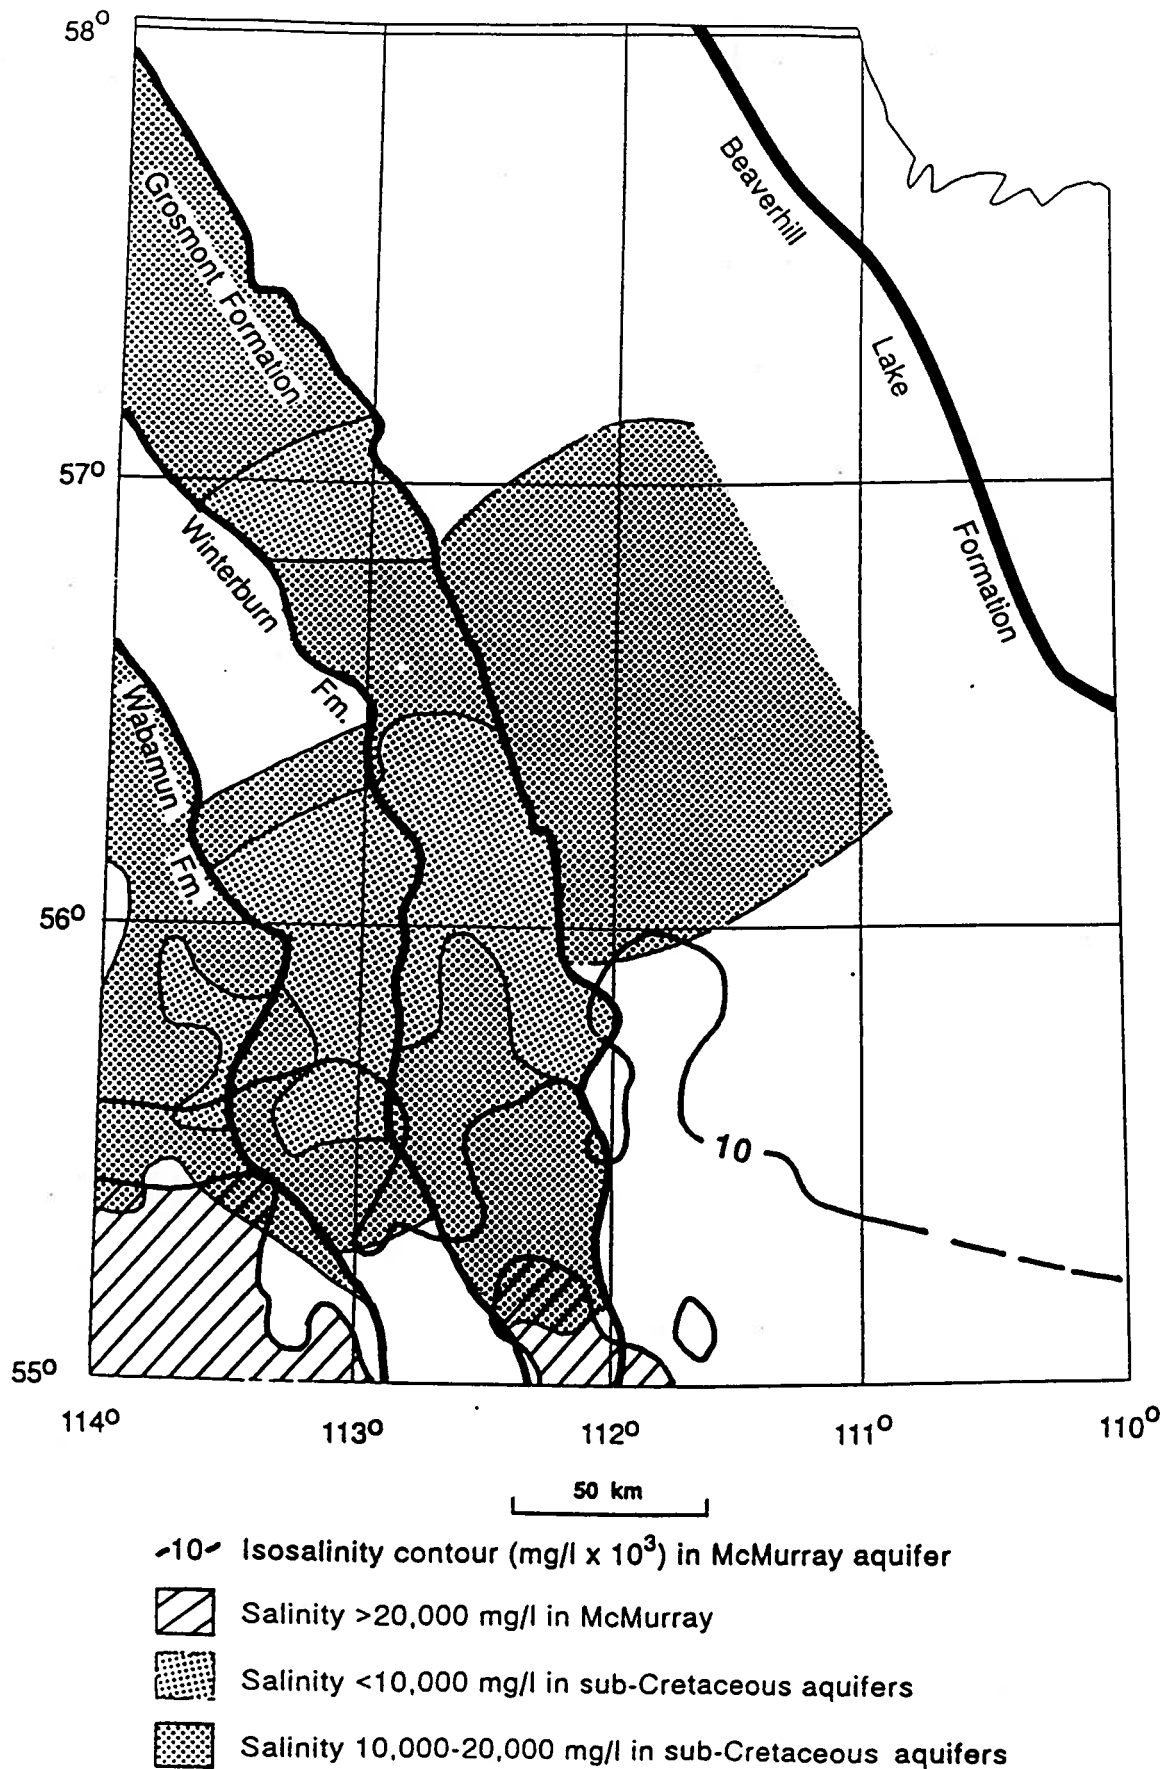 58°
Beaverhill
Lake
Formation
Grosmont Formation
57°
Winterburn
Fm.
Wabamun
Fm.
56°
10
55°
114°
113°
112°
111°
110°
50 km
-10- Isosalinity contour (mg/l x 10³) in McMurray aquifer
Salinity >20,000 mg/l in McMurray
Salinity <10,000 mg/l in sub-Cretaceous aquifers
Salinity 10,000-20,000 mg/l in sub-Cretaceous aquifers